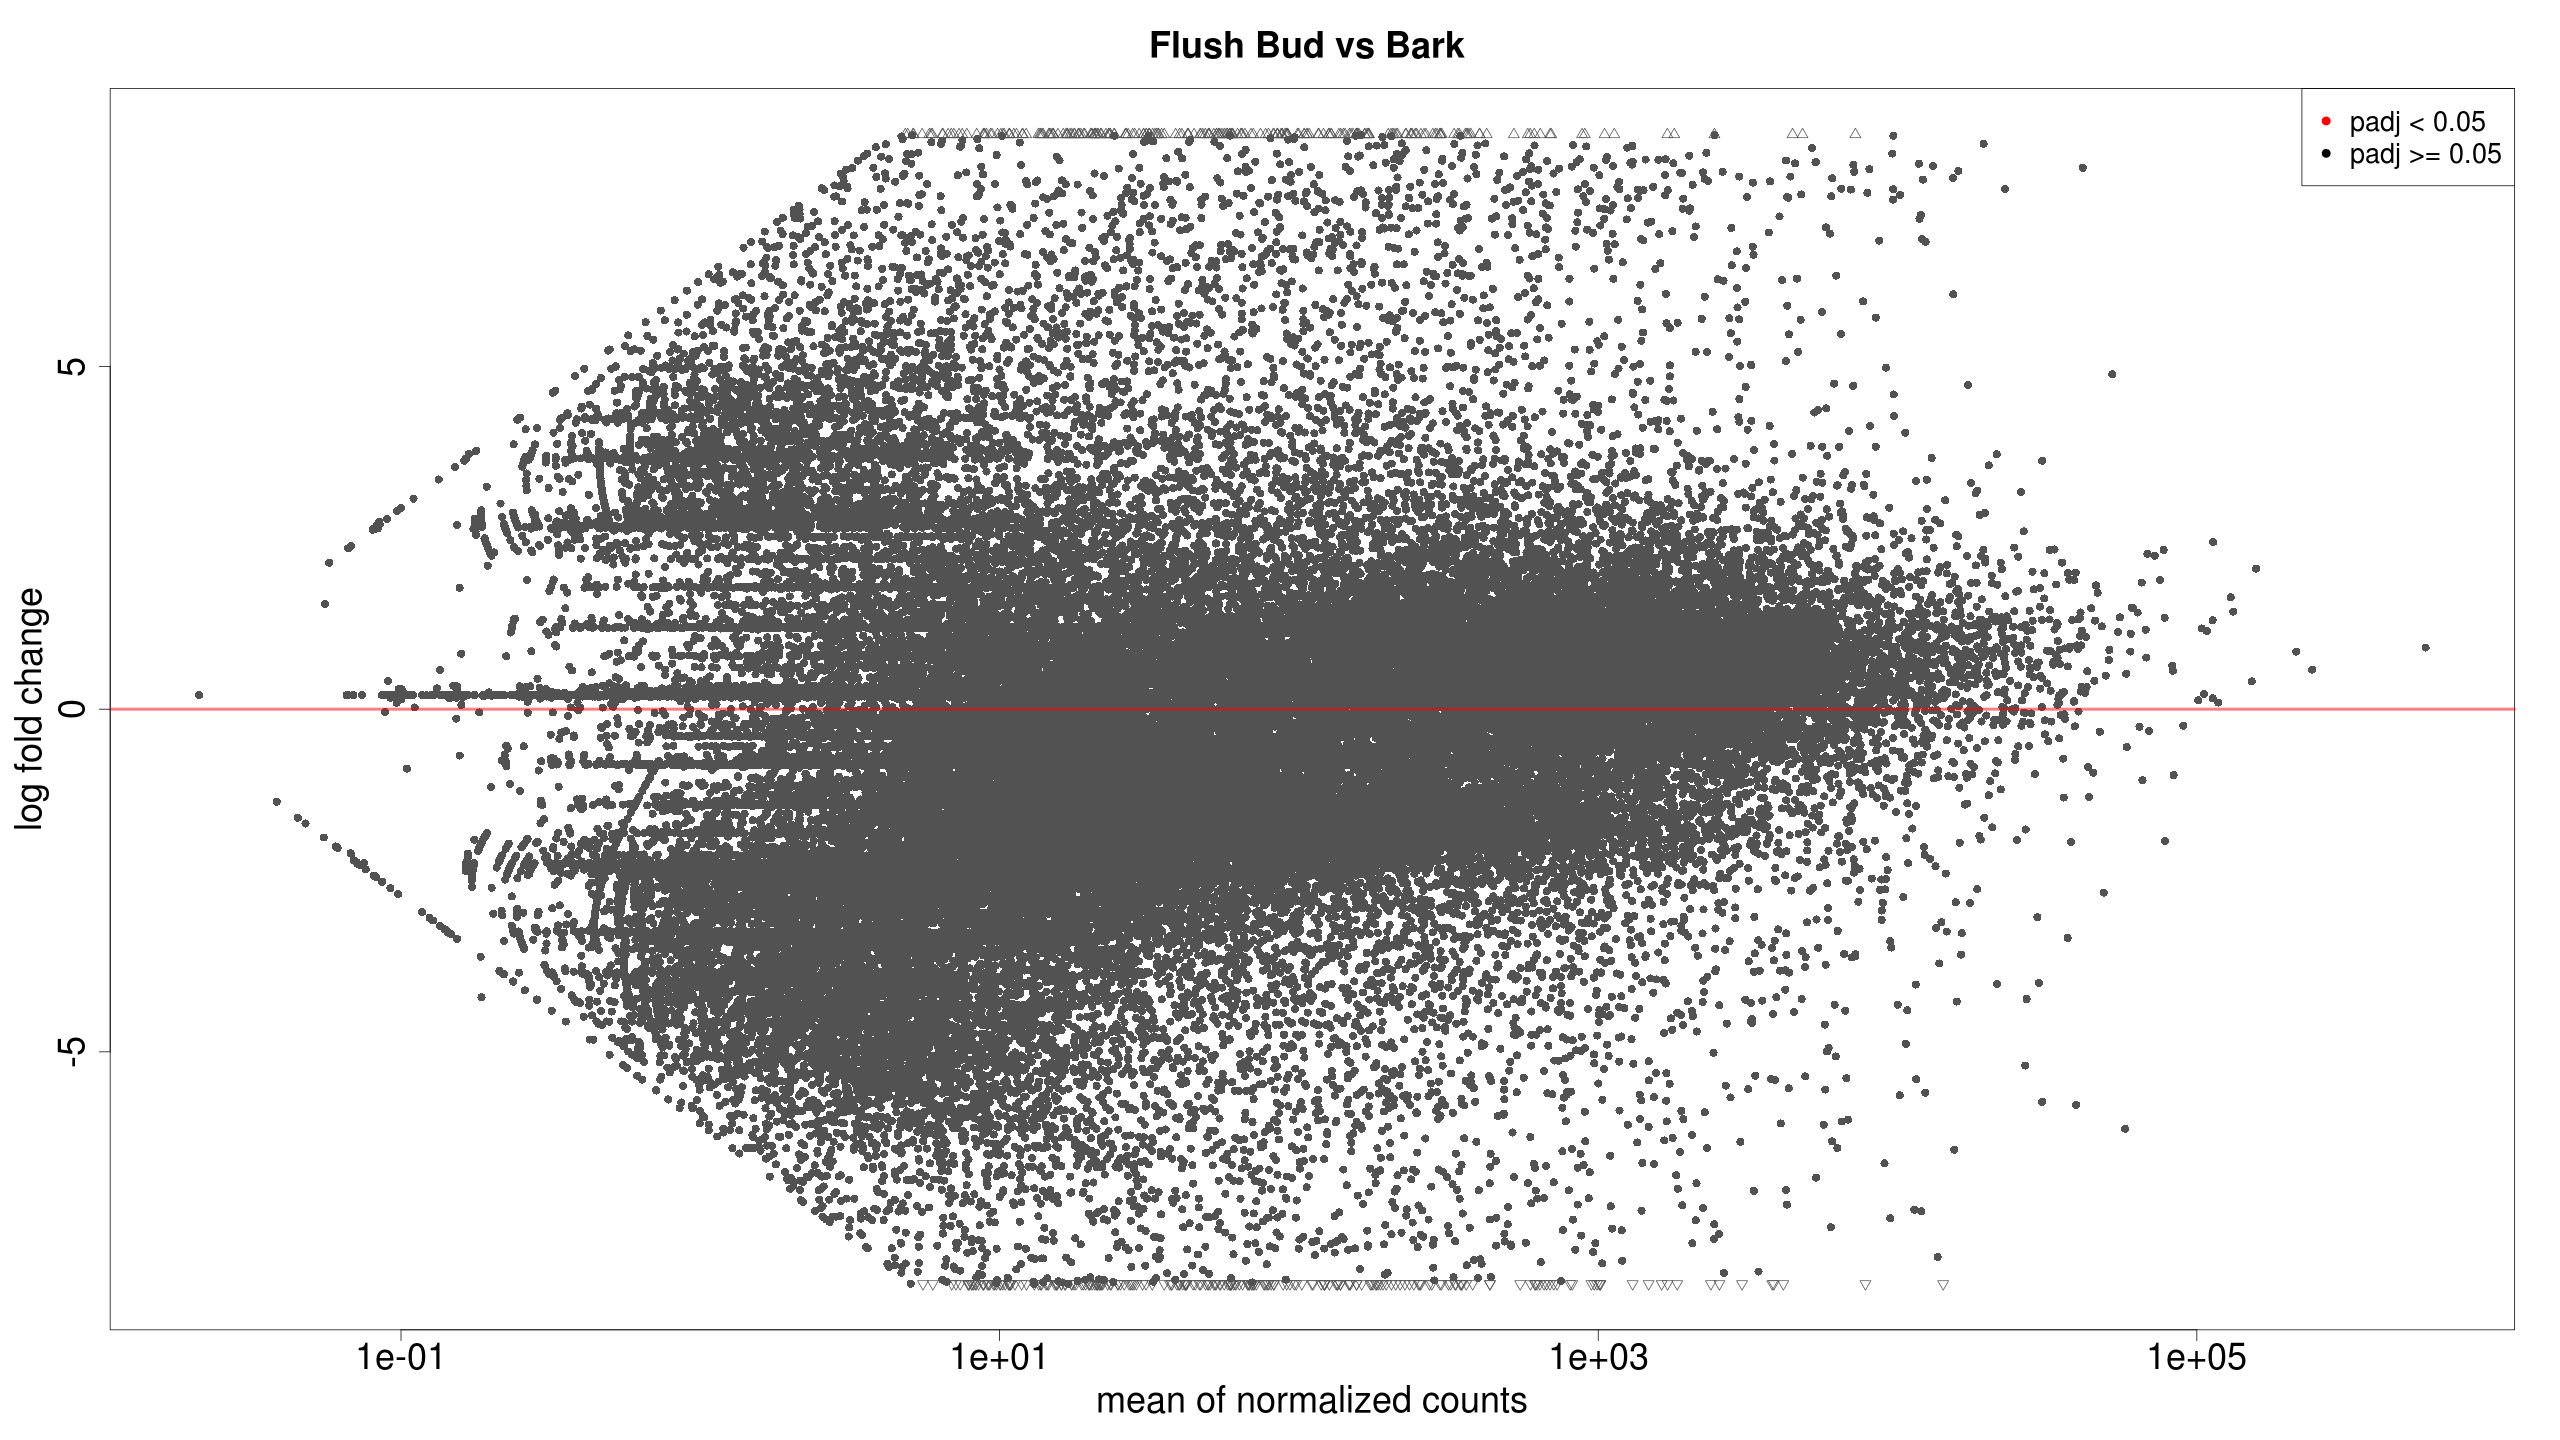 Flush Bud vs Bark
padj < 0.05
padj >= 0.05
log fold change
5
0
-5
1e-01
1e+01
1e+03
1e+05
mean of normalized counts